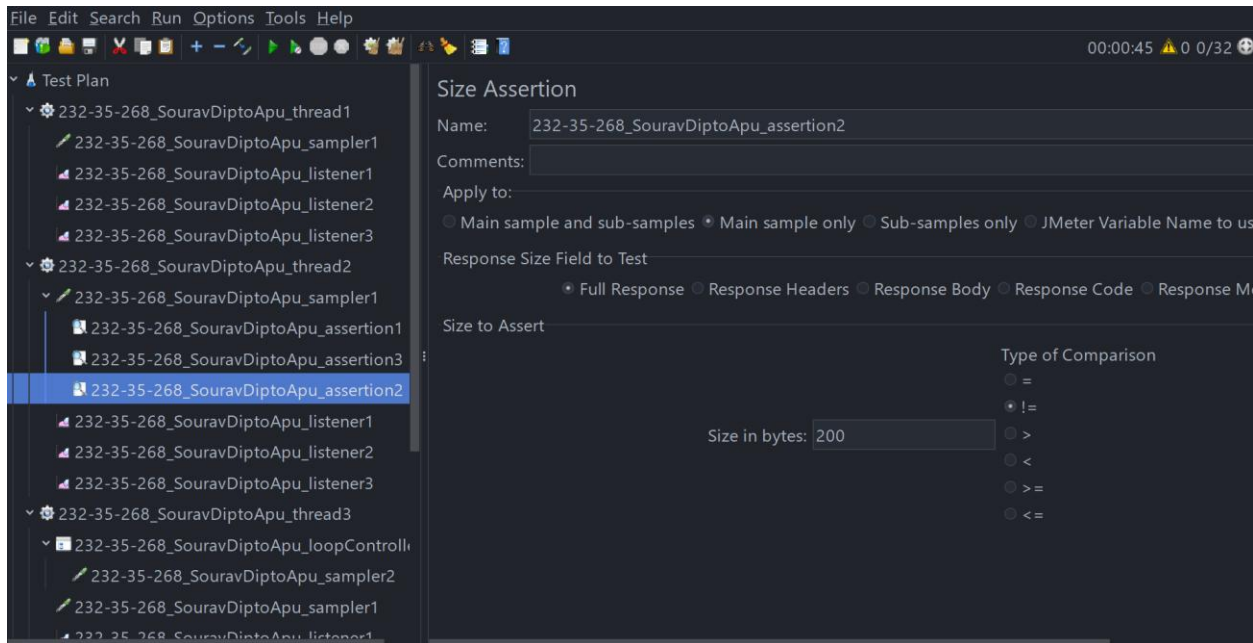 File Edit Search Run Options Tools Help
00:00:45 0 0/32
Test Plan
232-35-268_SouravDiptoApu_thread1
232-35-268_SouravDiptoApu_sampler1
232-35-268_SouravDiptoApu_listener1
232-35-268_SouravDiptoApu_listener2
232-35-268_SouravDiptoApu_listener3
232-35-268_SouravDiptoApu_thread2
232-35-268_SouravDiptoApu_sampler1
232-35-268_SouravDiptoApu_assertion1
232-35-268_SouravDiptoApu_assertion3
232-35-268_SouravDiptoApu_assertion2
232-35-268_SouravDiptoApu_listener1
232-35-268_SouravDiptoApu_listener2
232-35-268_SouravDiptoApu_listener3
232-35-268_SouravDiptoApu_thread3
232-35-268_SouravDiptoApu_loopControlle
232-35-268_SouravDiptoApu_sampler2
232-35-268_SouravDiptoApu_sampler1
232-35-268_SouravDiptoApu_listener1
Size Assertion
Name: 232-35-268_SouravDiptoApu_assertion2
Comments:
Apply to:
Main sample and sub-samples Main sample only Sub-samples only JMeter Variable Name to us
Response Size Field to Test
Full Response Response Headers Response Body Response Code Response M
Size to Assert
Type of Comparison
=
!=
Size in bytes: 200
>
<
>=
<=